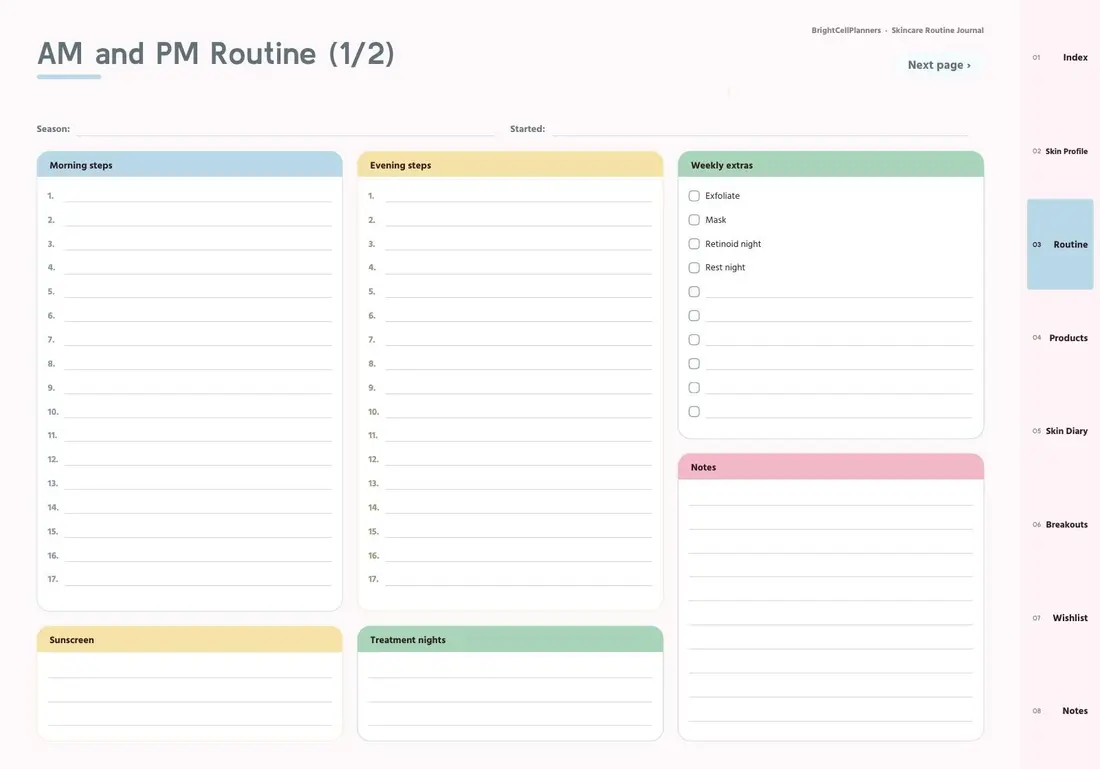 BrightCellPlanners · Skincare Routine Journal
AM and PM Routine (1/2)
Next page ›
Season:
Started:
Morning steps
1.
2.
3.
4.
5.
6.
7.
8.
9.
10.
11.
12.
13.
14.
15.
16.
17.
Evening steps
1.
2.
3.
4.
5.
6.
7.
8.
9.
10.
11.
12.
13.
14.
15.
16.
17.
Weekly extras
Exfoliate
Mask
Retinoid night
Rest night
Notes
Sunscreen
Treatment nights
01 Index
02 Skin Profile
03 Routine
04 Products
05 Skin Diary
06 Breakouts
07 Wishlist
08 Notes